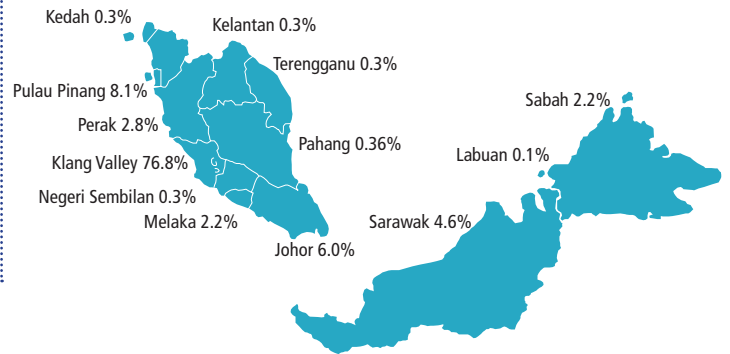 Kedah 0.3%
Kelantan 0.3%
Terengganu 0.3%
Pulau Pinang 8.1%
Perak 2.8%
Pahang 0.36%
Klang Valley 76.8%
Negeri Sembilan 0.3%
Melaka 2.2%
Johor 6.0%
Sabah 2.2%
Labuan 0.1%
Sarawak 4.6%